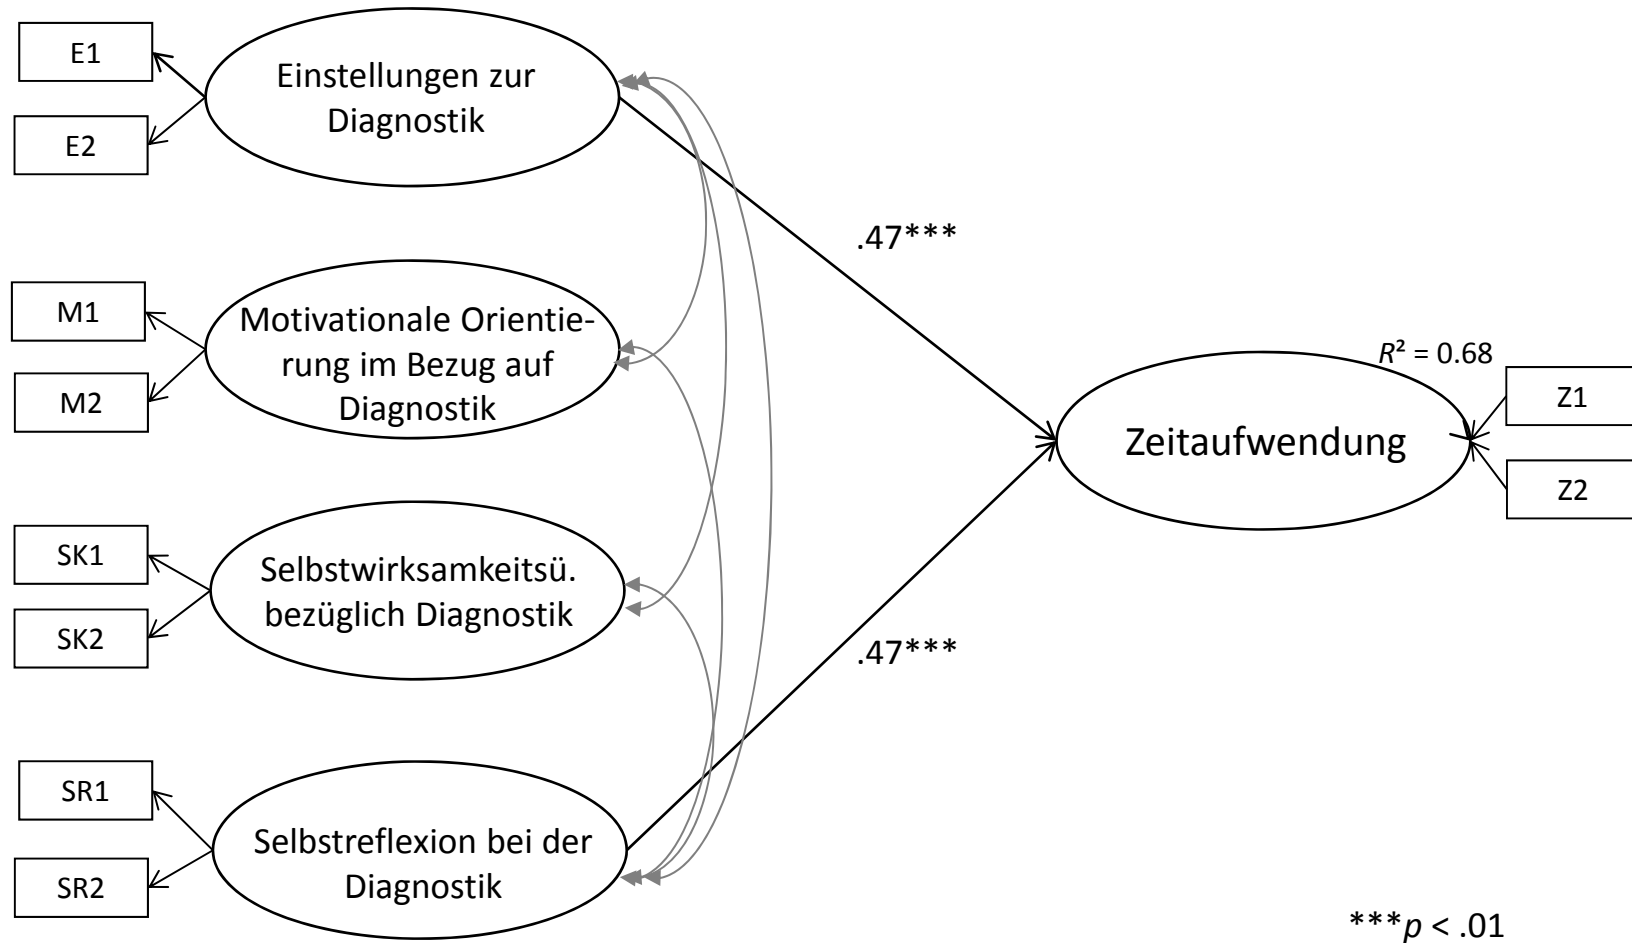 E1
E2
Einstellungen zur
Diagnostik
.47***
M1
M2
Motivationale Orientie-
rung im Bezug auf
Diagnostik
R² = 0.68
Zeitaufwendung
Z1
Z2
SK1
SK2
Selbstwirksamkeitsü.
bezüglich Diagnostik
.47***
SR1
SR2
Selbstreflexion bei der
Diagnostik
***p < .01